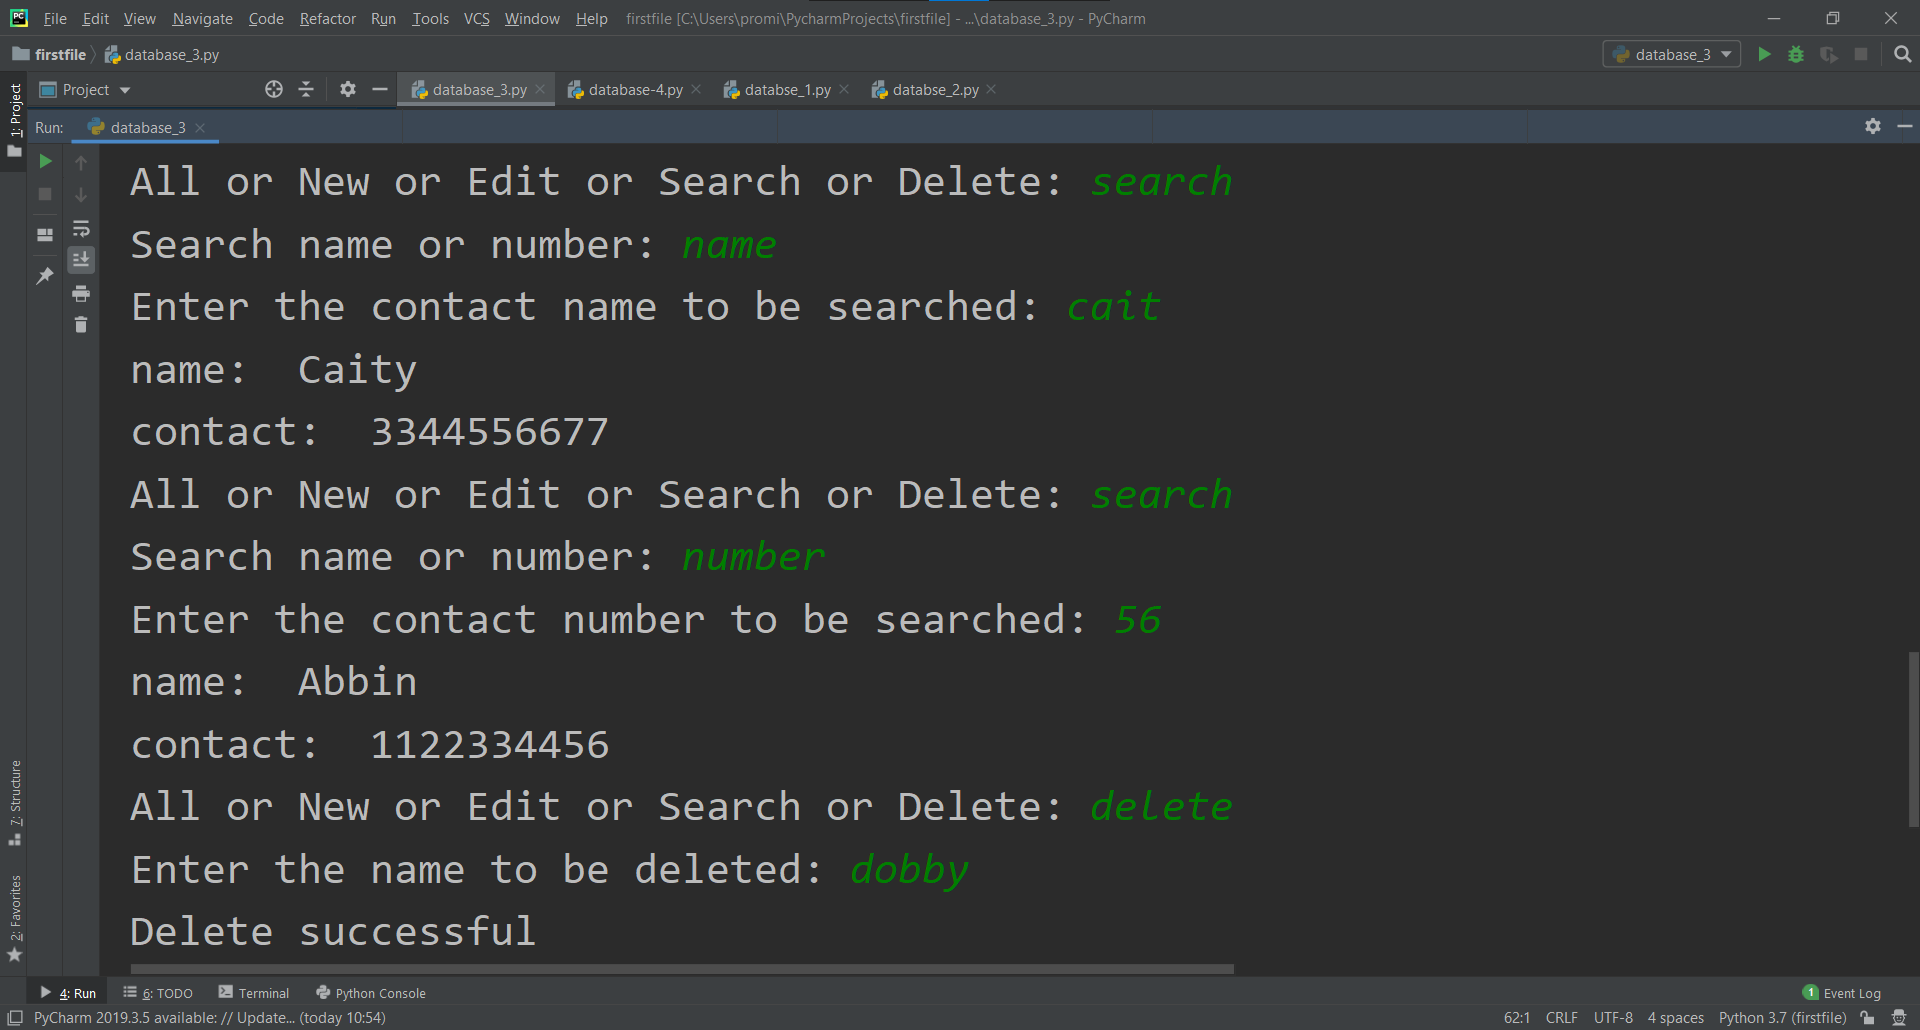 PC File Edit View Navigate Code Refactor Run Tools VCS Window Help firstfile [C:\Users\promi\PycharmProjects\firstfile] - ...\database_3.py - PyCharm
firstfile database_3.py database_3
1: Project Project database_3.py database-4.py databse_1.py databse_2.py
Run: database_3
All or New or Edit or Search or Delete: search
Search name or number: name
Enter the contact name to be searched: cait
name:  Caity
contact:  3344556677
All or New or Edit or Search or Delete: search
Search name or number: number
Enter the contact number to be searched: 56
name:  Abbin
contact:  1122334456
All or New or Edit or Search or Delete: delete
Enter the name to be deleted: dobby
Delete successful
7: Structure
2: Favorites
4: Run 6: TODO Terminal Python Console 1 Event Log
PyCharm 2019.3.5 available: // Update... (today 10:54) 62:1 CRLF UTF-8 4 spaces Python 3.7 (firstfile)